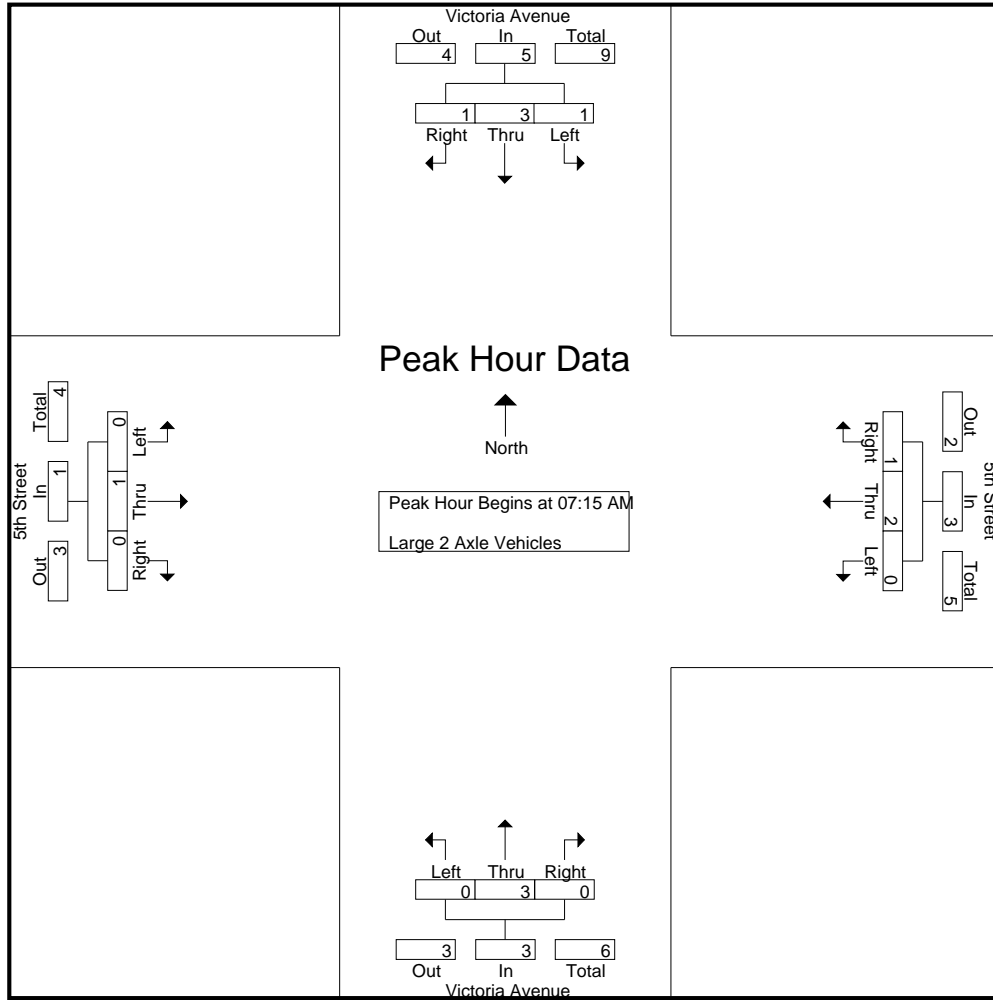 Victoria Avenue
Out In Total
4 5 9
1 3 1
Right Thru Left
Peak Hour Data
North
Peak Hour Begins at 07:15 AM
Large 2 Axle Vehicles
5th Street
Total In Out
4 1 3
0 1 0
Left Thru Right
Right Thru Left
1 2 0
Out In Total
2 3 5
5th Street
Left Thru Right
0 3 0
3 3 6
Out In Total
Victoria Avenue